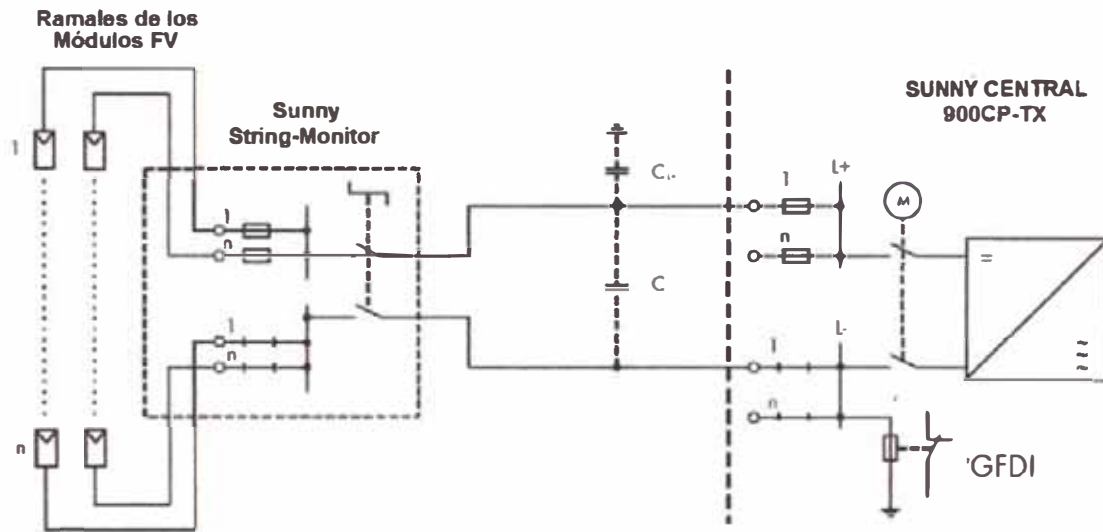 Ramales de los
Módulos FV
SUNNY CENTRAL
900CP-TX
Sunny
String-Monitor
1
1
n
1
n
n
C
L+
1
n
M
=
C
L-
1
n
≈
GFDI